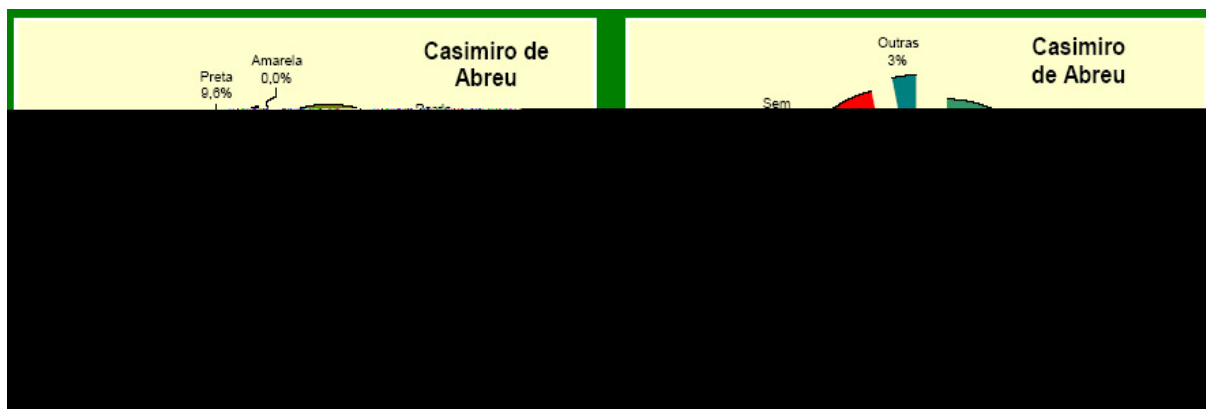 Casimiro de
Abreu
Amarela
0,0%
Preta
9,6%
Casimiro
de Abreu
Outras
3%
Sem